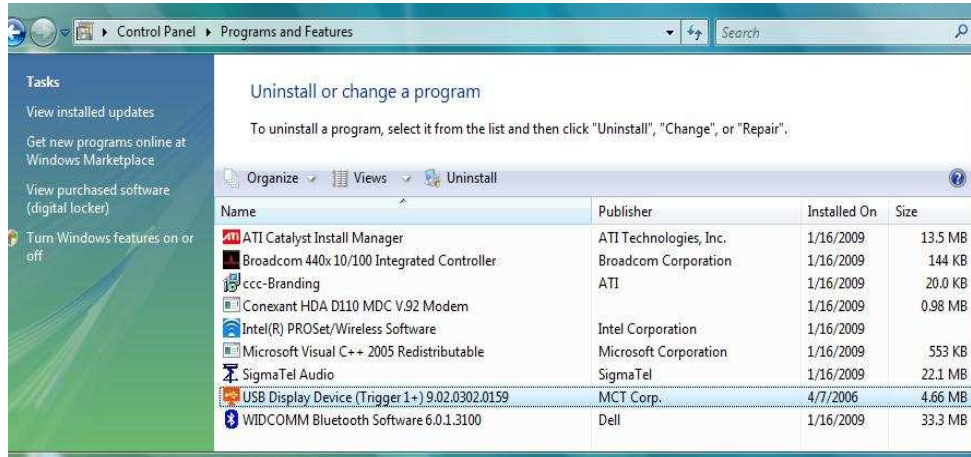 Control Panel ▸ Programs and Features
Search
Tasks
View installed updates
Get new programs online at
Windows Marketplace
View purchased software
(digital locker)
Turn Windows features on or
off
Uninstall or change a program
To uninstall a program, select it from the list and then click "Uninstall", "Change", or "Repair".
Organize Views Uninstall
Name Publisher Installed On Size
ATI Catalyst Install Manager ATI Technologies, Inc. 1/16/2009 13.5 MB
Broadcom 440x 10/100 Integrated Controller Broadcom Corporation 1/16/2009 144 KB
ccc-Branding ATI 1/16/2009 20.0 KB
Conexant HDA D110 MDC V.92 Modem 1/16/2009 0.98 MB
Intel(R) PROSet/Wireless Software Intel Corporation 1/16/2009
Microsoft Visual C++ 2005 Redistributable Microsoft Corporation 1/16/2009 553 KB
SigmaTel Audio SigmaTel 1/16/2009 22.1 MB
USB Display Device (Trigger 1+) 9.02.0302.0159 MCT Corp. 4/7/2006 4.66 MB
WIDCOMM Bluetooth Software 6.0.1.3100 Dell 1/16/2009 33.3 MB